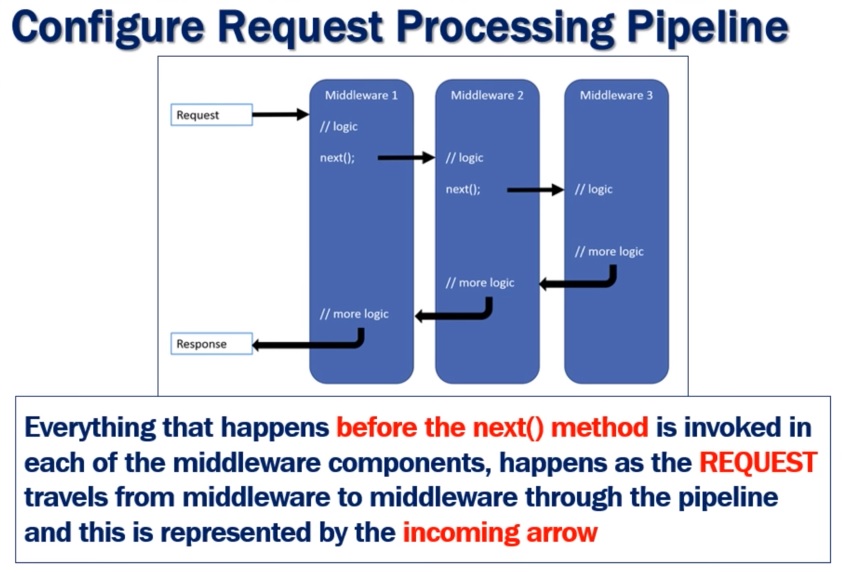 Configure Request Processing Pipeline
Middleware 1
Middleware 2
Middleware 3
Request
// logic
next();
// logic
next();
// logic
// more logic
// more logic
// more logic
Response
Everything that happens before the next() method is invoked in
each of the middleware components, happens as the REQUEST
travels from middleware to middleware through the pipeline
and this is represented by the incoming arrow